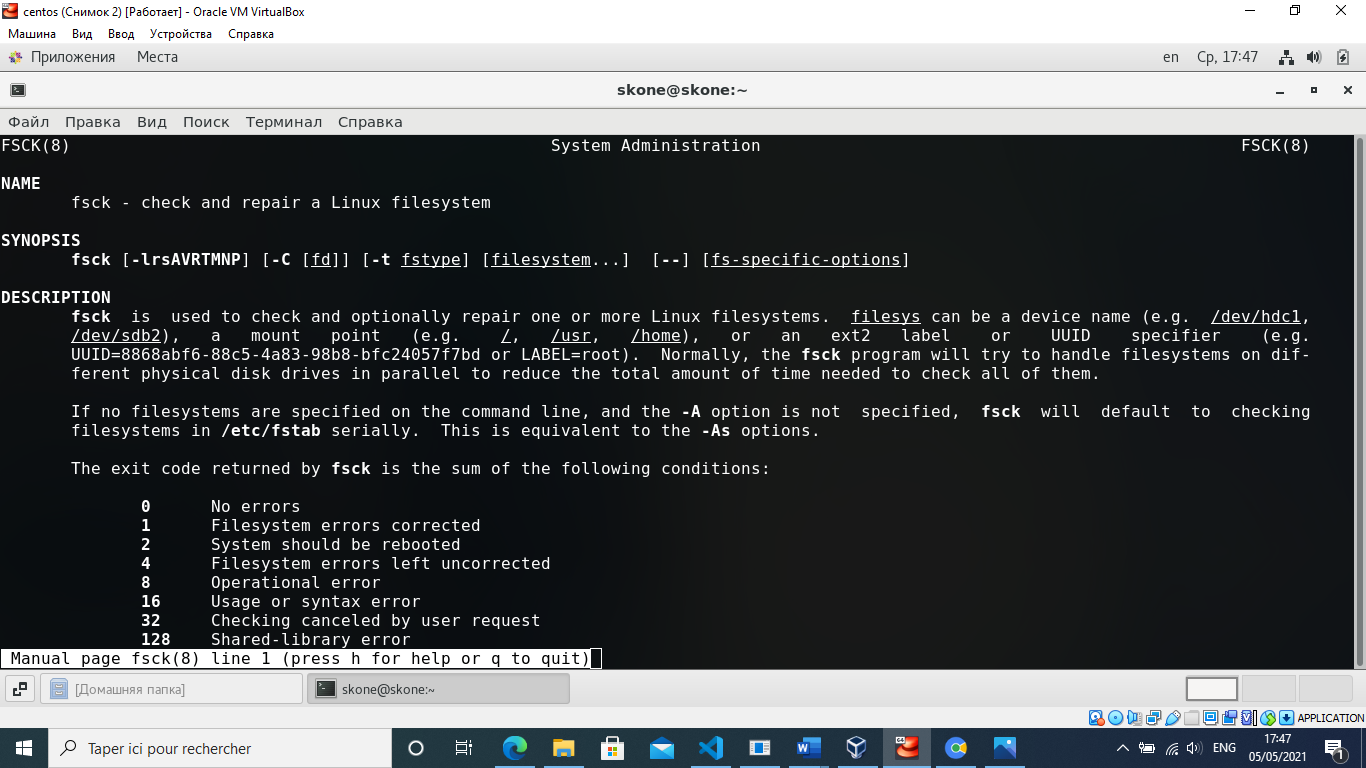 centos (Снимок 2) [Работает] - Oracle VM VirtualBox
Машина Вид Ввод Устройства Справка
Приложения Места en Ср, 17:47
skone@skone:~
Файл Правка Вид Поиск Терминал Справка
FSCK(8) System Administration FSCK(8)
NAME
fsck - check and repair a Linux filesystem
SYNOPSIS
fsck [-lrsAVRTMNP] [-C [fd]] [-t fstype] [filesystem...] [--] [fs-specific-options]
DESCRIPTION
fsck is used to check and optionally repair one or more Linux filesystems. filesys can be a device name (e.g. /dev/hdc1,
/dev/sdb2), a mount point (e.g. /, /usr, /home), or an ext2 label or UUID specifier (e.g.
UUID=8868abf6-88c5-4a83-98b8-bfc24057f7bd or LABEL=root). Normally, the fsck program will try to handle filesystems on dif-
ferent physical disk drives in parallel to reduce the total amount of time needed to check all of them.
If no filesystems are specified on the command line, and the -A option is not specified, fsck will default to checking
filesystems in /etc/fstab serially. This is equivalent to the -As options.
The exit code returned by fsck is the sum of the following conditions:
0 No errors
1 Filesystem errors corrected
2 System should be rebooted
4 Filesystem errors left uncorrected
8 Operational error
16 Usage or syntax error
32 Checking canceled by user request
128 Shared-library error
Manual page fsck(8) line 1 (press h for help or q to quit)
[Домашняя папка] skone@skone:~
APPLICATION
Taper ici pour rechercher
64
ENG
17:47
05/05/2021
1